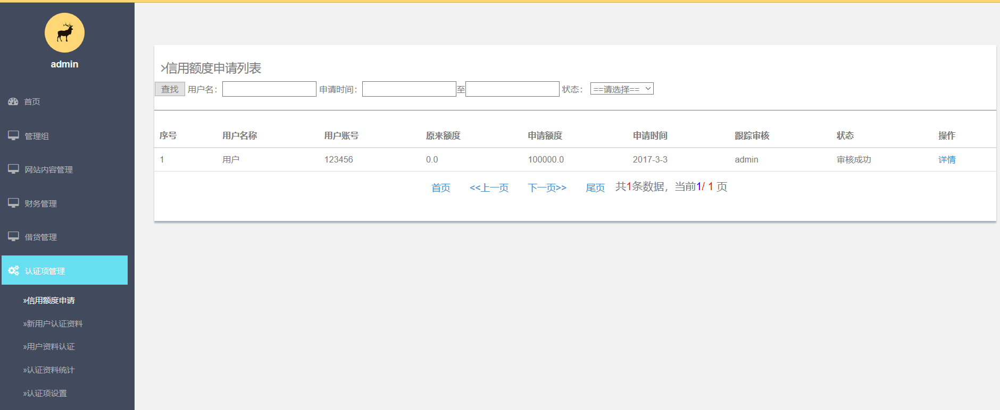 admin
首页
管理组
网站内容管理
财务管理
借贷管理
认证项管理
»信用额度申请
»新用户认证资料
»用户资料认证
»认证资料统计
»认证项设置
>信用额度申请列表
查找 用户名： 申请时间： 至 状态： ==请选择==
序号 用户名称 用户账号 原来额度 申请额度 申请时间 跟踪审核 状态 操作
1 用户 123456 0.0 100000.0 2017-3-3 admin 审核成功 详情
首页 <<上一页 下一页>> 尾页 共1条数据，当前1/ 1 页